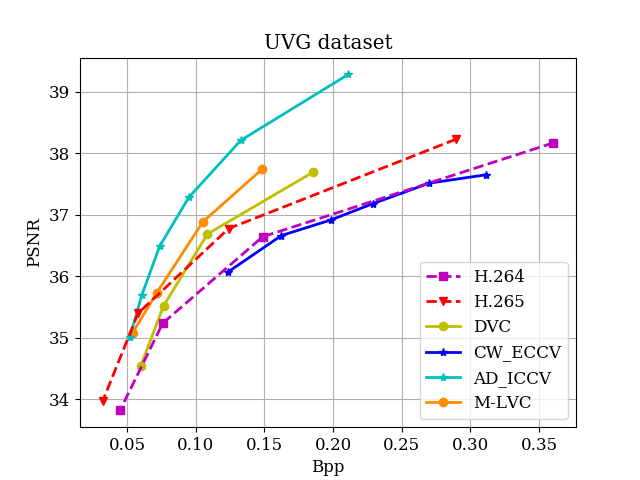 UVG dataset
PSNR
39
38
37
36
35
34
0.05 0.10 0.15 0.20 0.25 0.30 0.35
Bpp
H.264
H.265
DVC
CW_ECCV
AD_ICCV
M-LVC